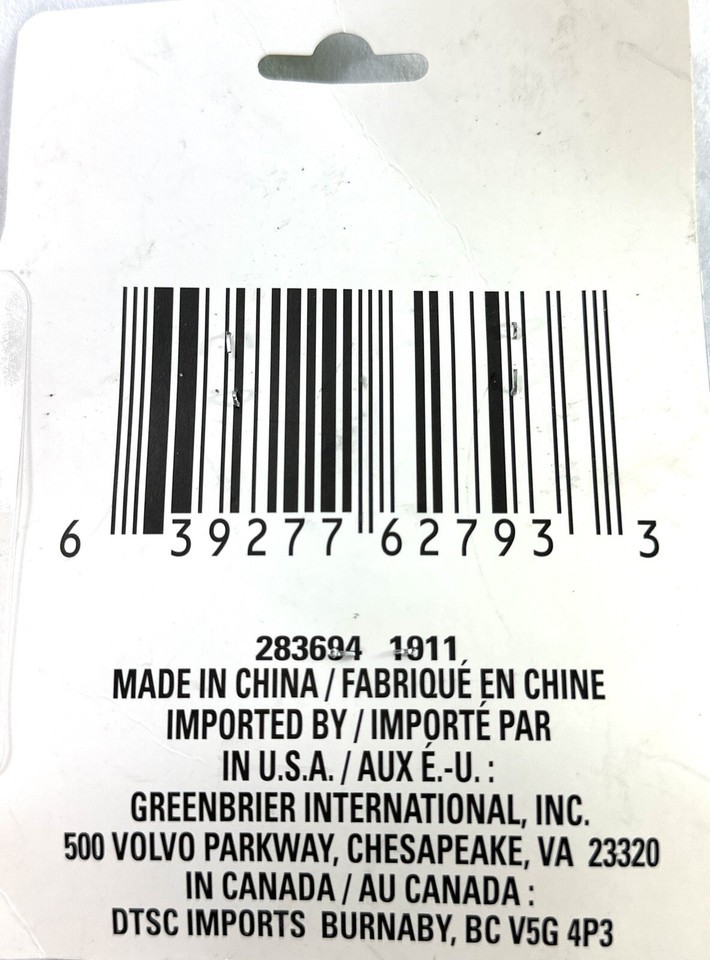 6 39277 62793 3
283694 1911
MADE IN CHINA / FABRIQUÉ EN CHINE
IMPORTED BY / IMPORTÉ PAR
IN U.S.A. / AUX É.-U. :
GREENBRIER INTERNATIONAL, INC.
500 VOLVO PARKWAY, CHESAPEAKE, VA 23320
IN CANADA / AU CANADA :
DTSC IMPORTS BURNABY, BC V5G 4P3